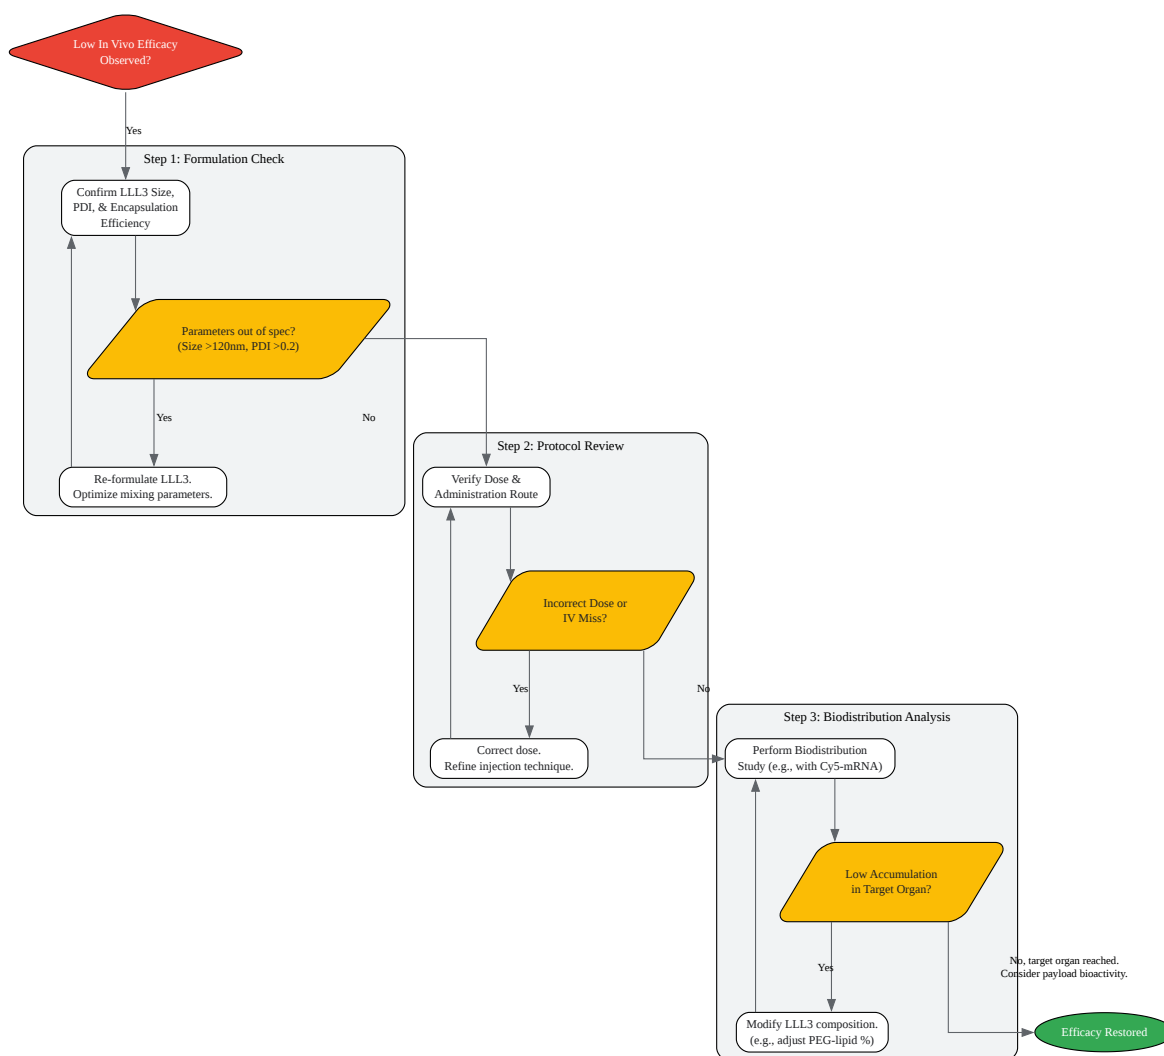 Low In Vivo Efficacy
Observed?
Yes
Step 1: Formulation Check
Confirm LLL3 Size,
PDI, & Encapsulation
Efficiency
Parameters out of spec?
(Size >120nm, PDI >0.2)
Yes
No
Re-formulate LLL3.
Optimize mixing parameters.
Step 2: Protocol Review
Verify Dose &
Administration Route
Incorrect Dose or
IV Miss?
Yes
No
Correct dose.
Refine injection technique.
Step 3: Biodistribution Analysis
Perform Biodistribution
Study (e.g., with Cy5-mRNA)
Low Accumulation
in Target Organ?
Yes
No, target organ reached.
Consider payload bioactivity.
Modify LLL3 composition.
(e.g., adjust PEG-lipid %)
Efficacy Restored